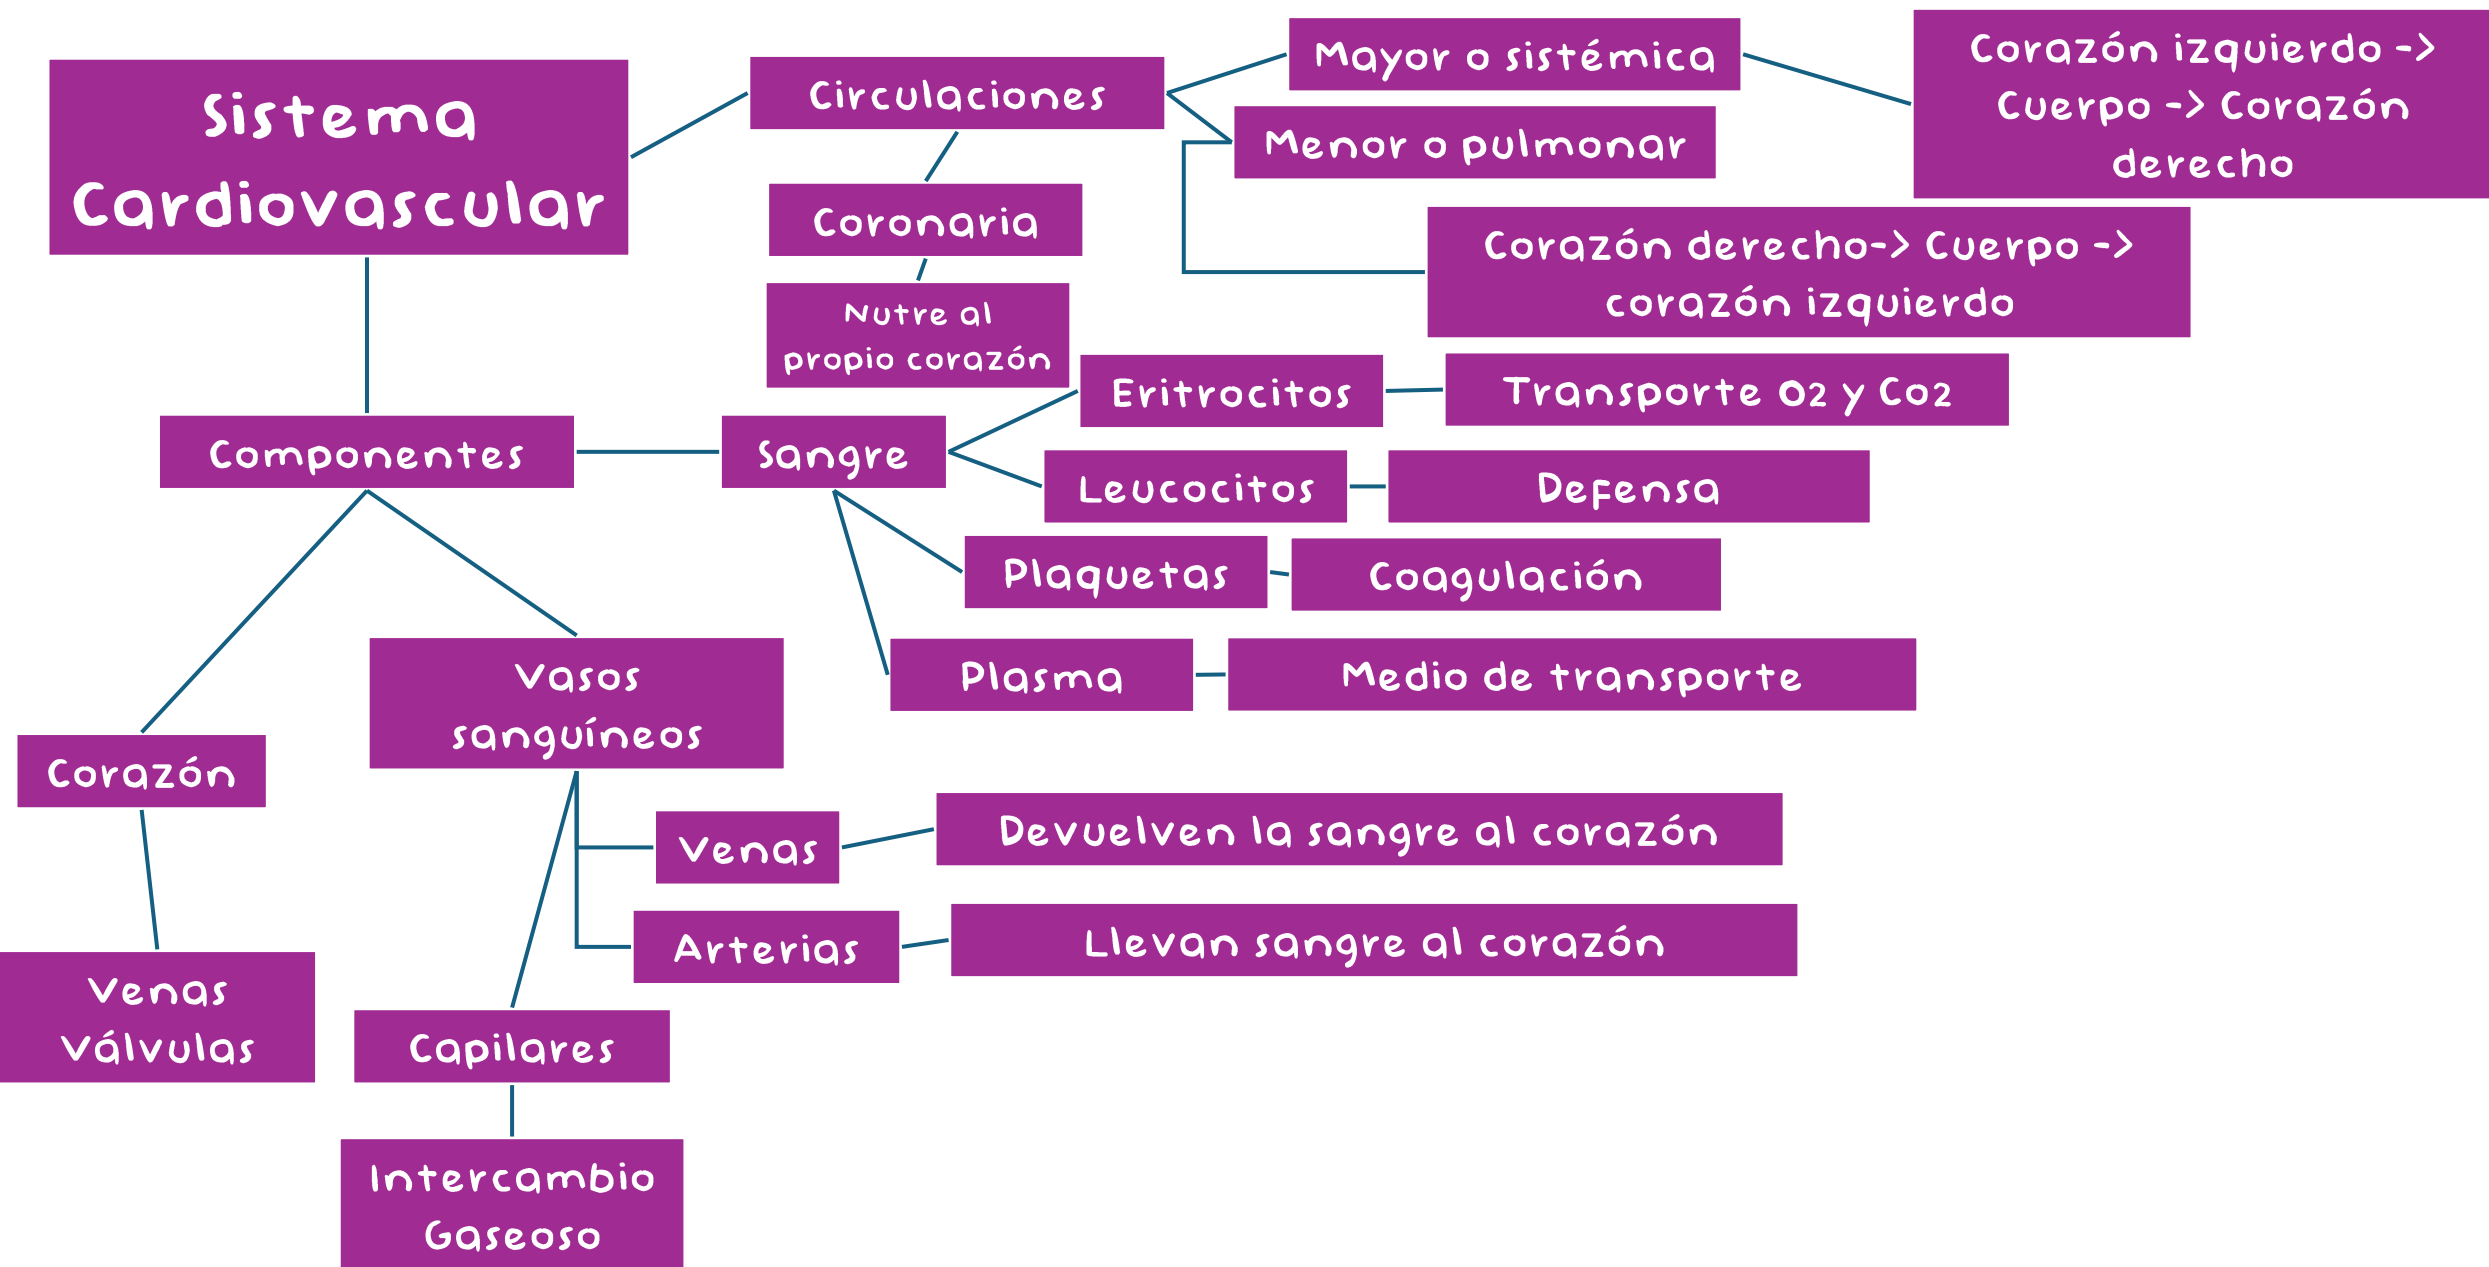 Sistema
Cardiovascular
Circulaciones
Mayor o sistémica
Corazón izquierdo ->
Cuerpo -> Corazón
derecho
Menor o pulmonar
Corazón derecho-> Cuerpo ->
corazón izquierdo
Coronaria
Nutre al
propio corazón
Componentes
Sangre
Eritrocitos
Transporte O2 y Co2
Leucocitos
Defensa
Plaquetas
Coagulación
Plasma
Medio de transporte
Vasos
sanguíneos
Corazón
Venas
Devuelven la sangre al corazón
Arterias
Llevan sangre al corazón
Venas
Válvulas
Capilares
Intercambio
Gaseoso